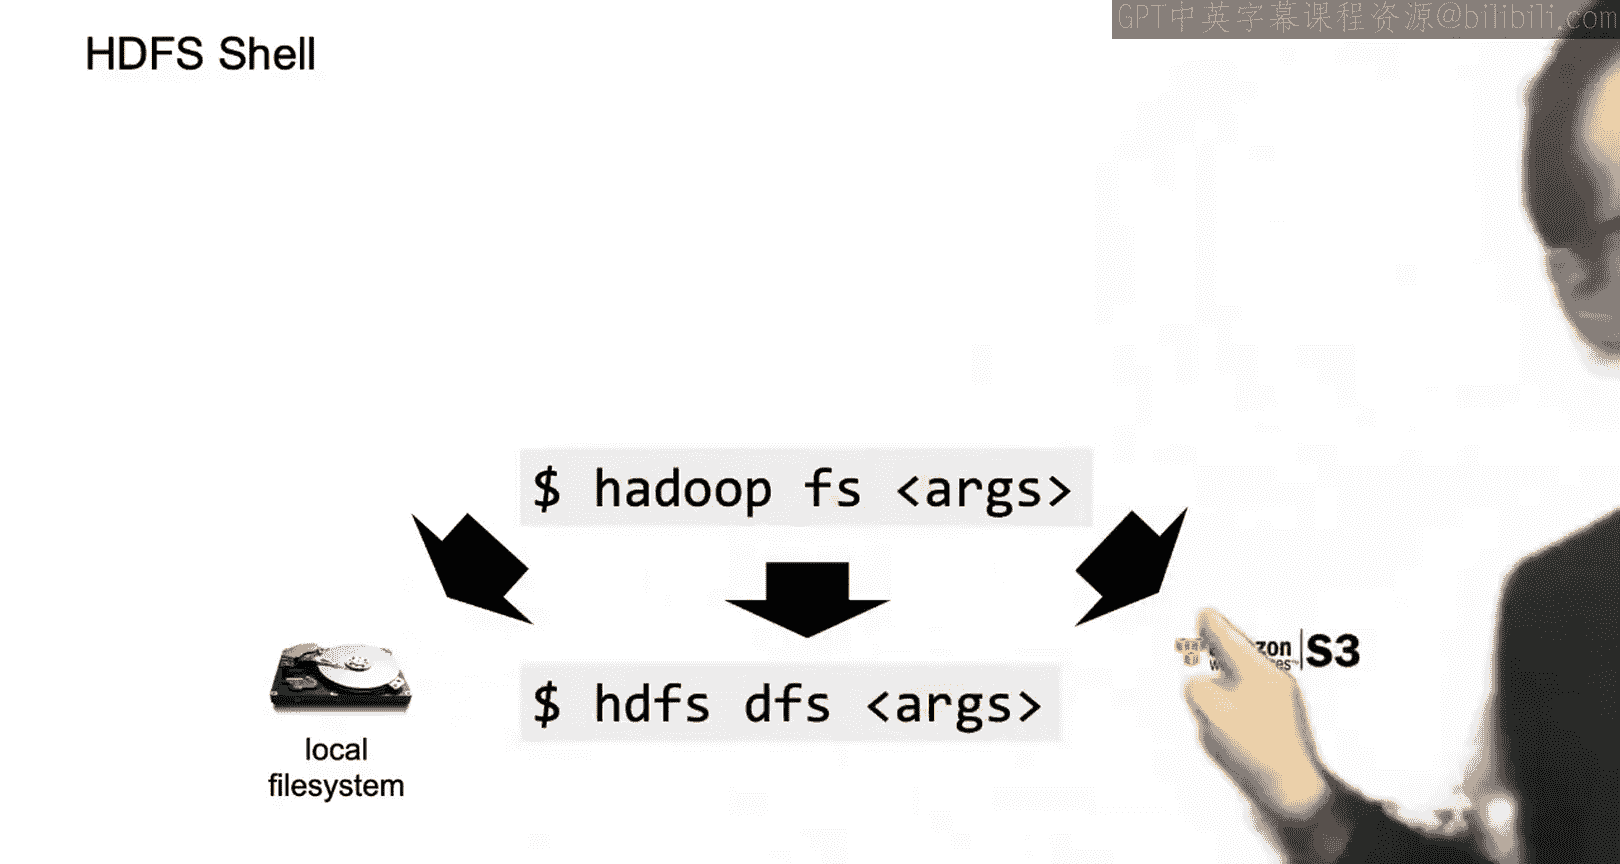 GPT中英字幕课程资源@bilibili.com
HDFS Shell
$ hadoop fs <args>
S3
$ hdfs dfs <args>
local
filesystem